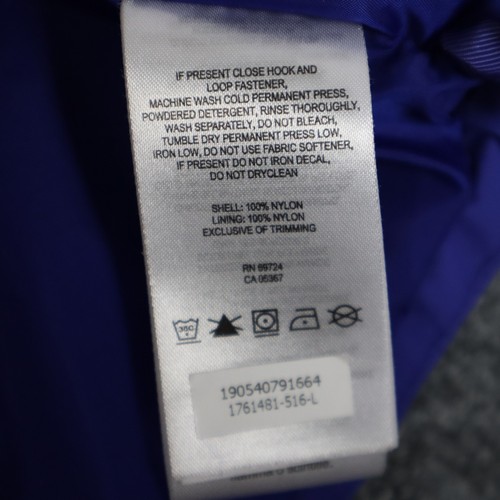 IF PRESENT CLOSE HOOK AND
LOOP FASTENER,
MACHINE WASH COLD PERMANENT PRESS,
POWDERED DETERGENT, RINSE THOROUGHLY,
WASH SEPARATELY, DO NOT BLEACH,
TUMBLE DRY PERMANENT PRESS LOW,
IRON LOW, DO NOT USE FABRIC SOFTENER,
IF PRESENT DO NOT IRON DECAL,
DO NOT DRYCLEAN
SHELL: 100% NYLON
LINING: 100% NYLON
EXCLUSIVE OF TRIMMING
RN 69724
CA 05367
30C
190540791664
1761481-516-L